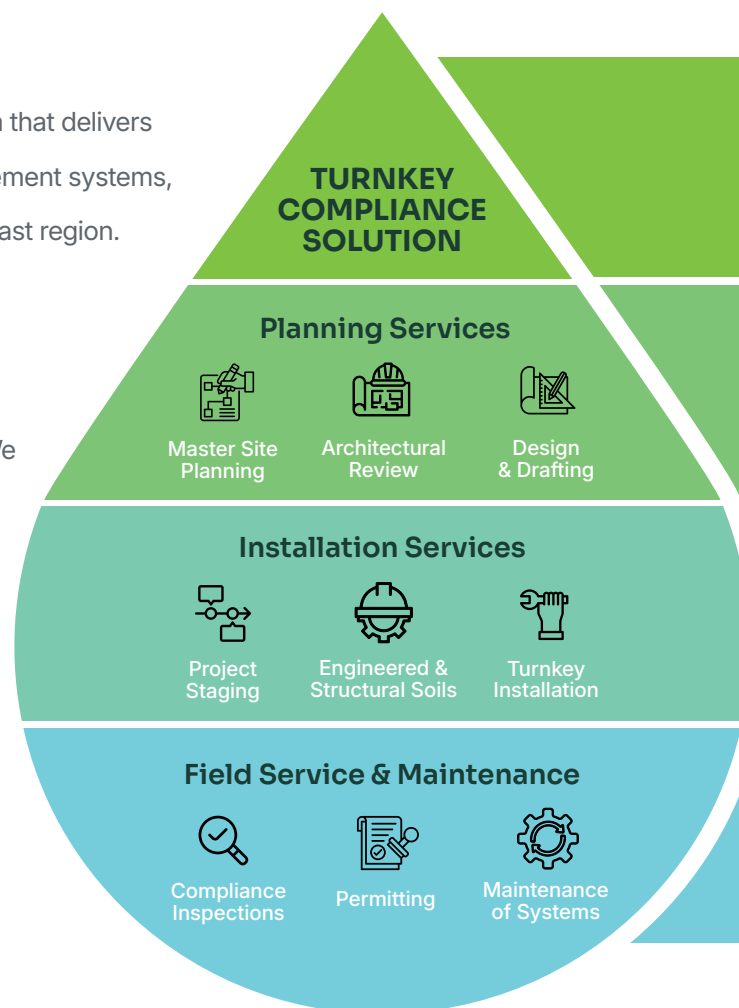 that delivers
ement systems,
ast region.
TURNKEY
COMPLIANCE
SOLUTION
Planning Services
Master Site
Planning
Architectural
Review
Design
& Drafting
Installation Services
Project
Staging
Engineered &
Structural Soils
Turnkey
Installation
Field Service & Maintenance
Compliance
Inspections
Permitting
Maintenance
of Systems